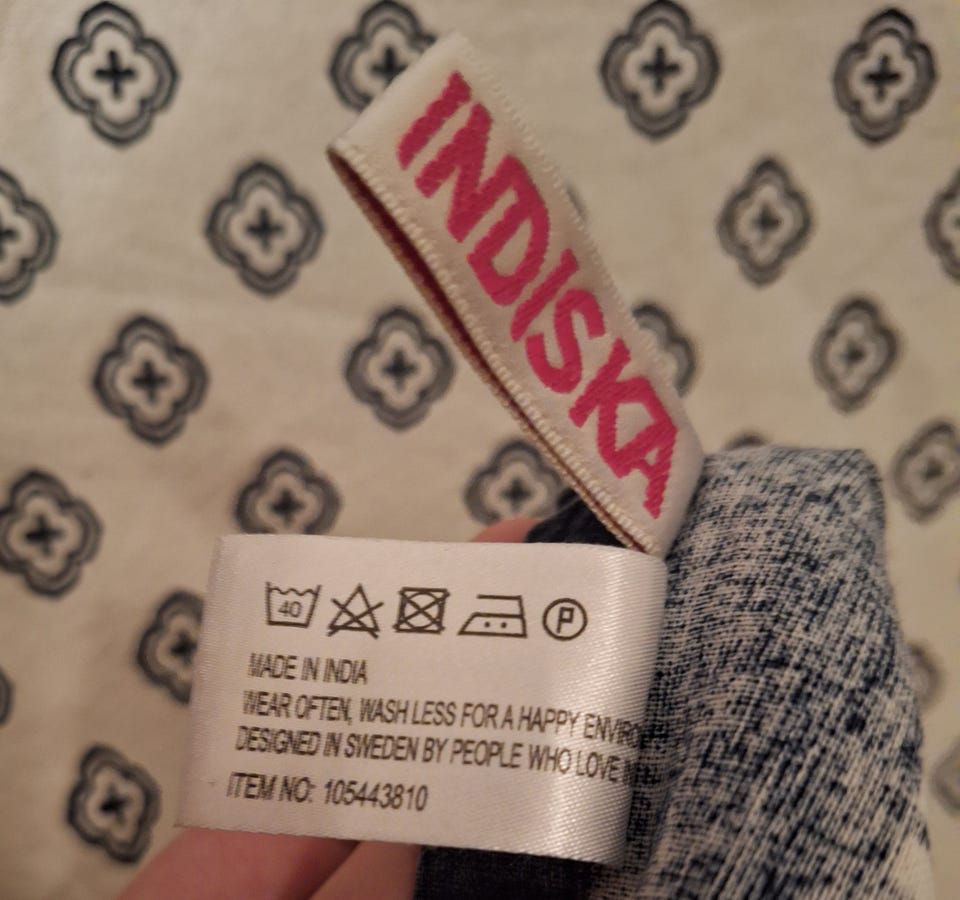 INDISKA
40
P
MADE IN INDIA
WEAR OFTEN, WASH LESS FOR A HAPPY
DESIGNED IN SWEDEN BY PEOPLE WHO LOVE
ITEM NO: 105443810